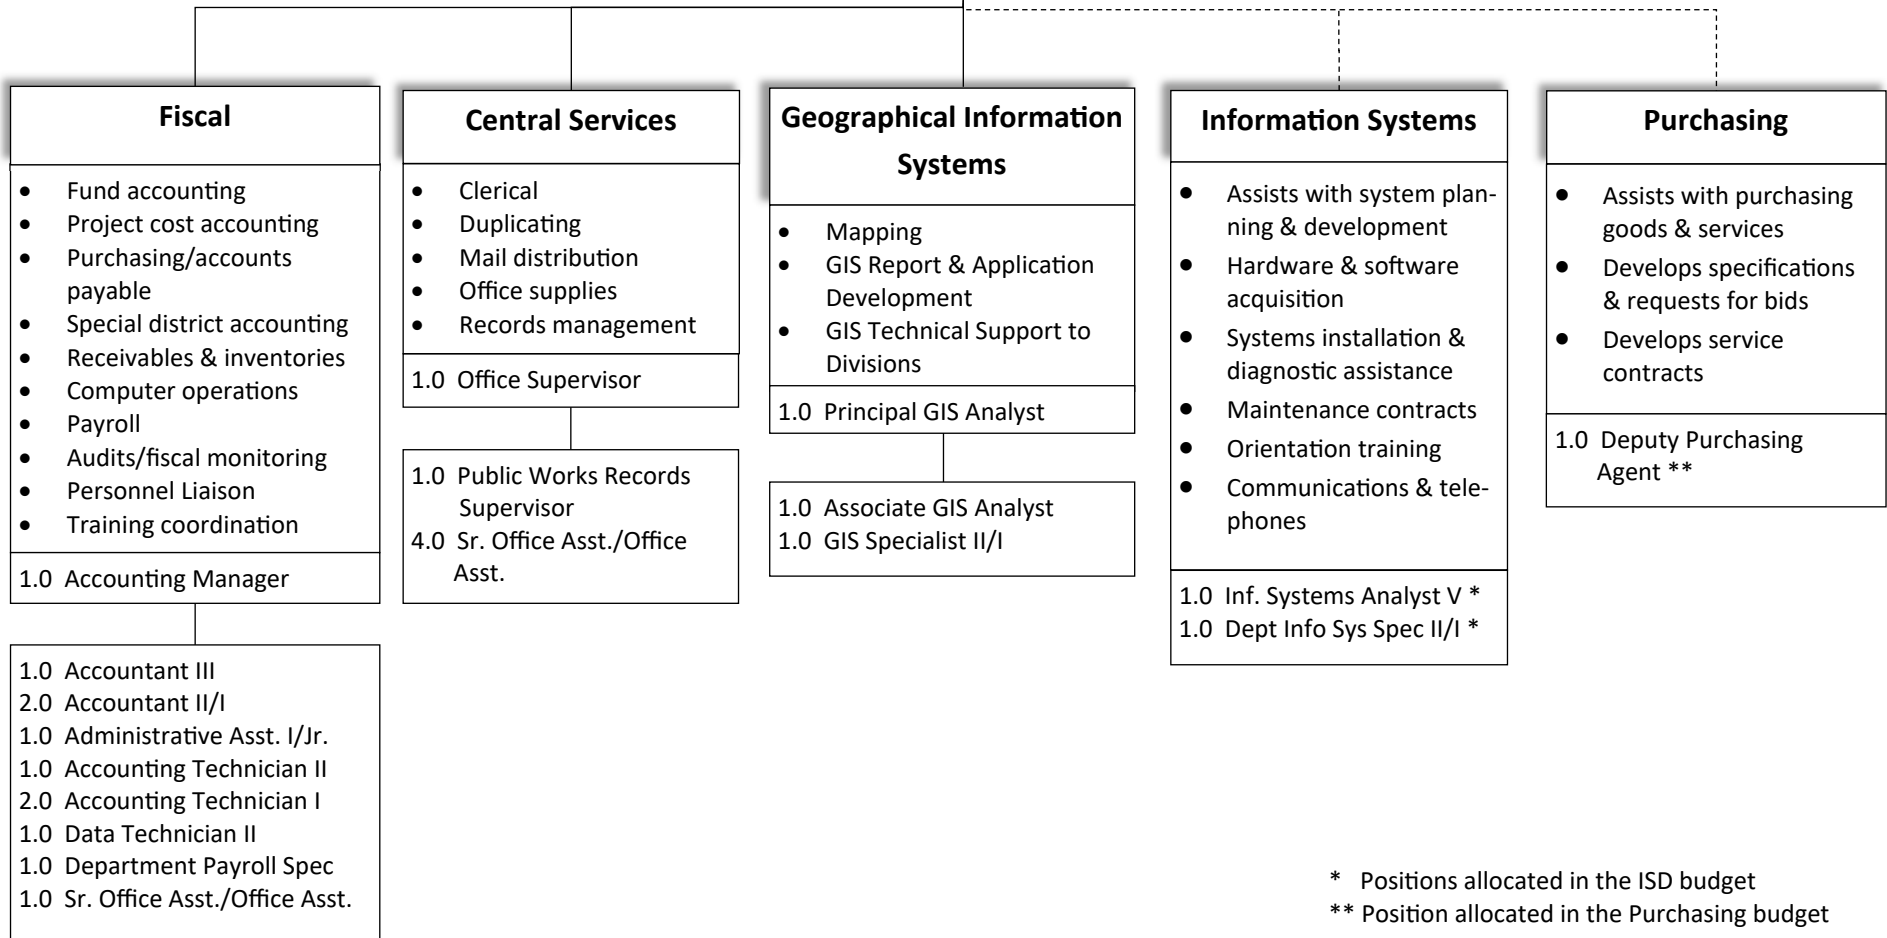 Fiscal
• Fund accounting
• Project cost accounting
• Purchasing/accounts
payable
• Special district accounting
• Receivables & inventories
• Computer operations
• Payroll
• Audits/fiscal monitoring
• Personnel Liaison
• Training coordination
1.0 Accounting Manager
1.0 Accountant III
2.0 Accountant II/I
1.0 Administrative Asst. I/Jr.
1.0 Accounting Technician II
2.0 Accounting Technician I
1.0 Data Technician II
1.0 Department Payroll Spec
1.0 Sr. Office Asst./Office Asst.
Central Services
• Clerical
• Duplicating
• Mail distribution
• Office supplies
• Records management
1.0 Office Supervisor
1.0 Public Works Records
Supervisor
4.0 Sr. Office Asst./Office
Asst.
Geographical Information
Systems
• Mapping
• GIS Report & Application
Development
• GIS Technical Support to
Divisions
1.0 Principal GIS Analyst
1.0 Associate GIS Analyst
1.0 GIS Specialist II/I
Information Systems
• Assists with system plan-
ning & development
• Hardware & software
acquisition
• Systems installation &
diagnostic assistance
• Maintenance contracts
• Orientation training
• Communications & tele-
phones
1.0 Inf. Systems Analyst V *
1.0 Dept Info Sys Spec II/I *
Purchasing
• Assists with purchasing
goods & services
• Develops specifications
& requests for bids
• Develops service
contracts
1.0 Deputy Purchasing
Agent **
* Positions allocated in the ISD budget
** Position allocated in the Purchasing budget